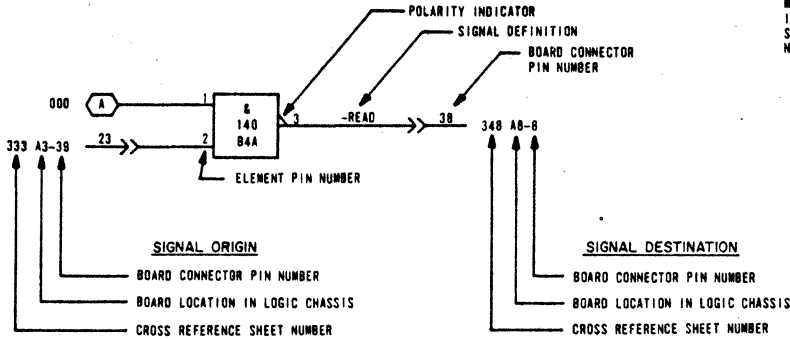 POLARITY INDICATOR
SIGNAL DEFINITION
BOARD CONNECTOR
PIN NUMBER
000 A 1
&
140
B4A
3 -READ 38
348 A8-8
333 A3-39 23 2
ELEMENT PIN NUMBER
SIGNAL ORIGIN
BOARD CONNECTOR PIN NUMBER
BOARD LOCATION IN LOGIC CHASSIS
CROSS REFERENCE SHEET NUMBER
SIGNAL DESTINATION
BOARD CONNECTOR PIN NUMBER
BOARD LOCATION IN LOGIC CHASSIS
CROSS REFERENCE SHEET NUMBER